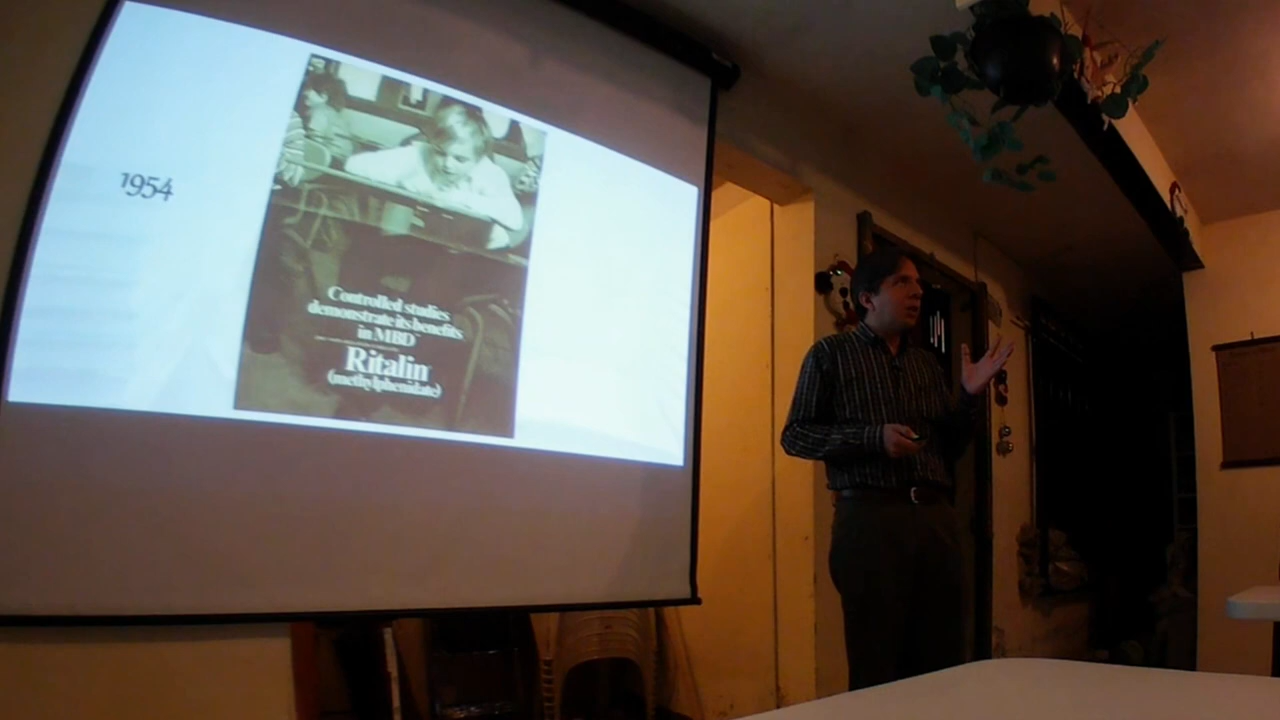 1954
Controlled studies
demonstrate its benefits
in MBD
Ritalin
(methylphenidate)